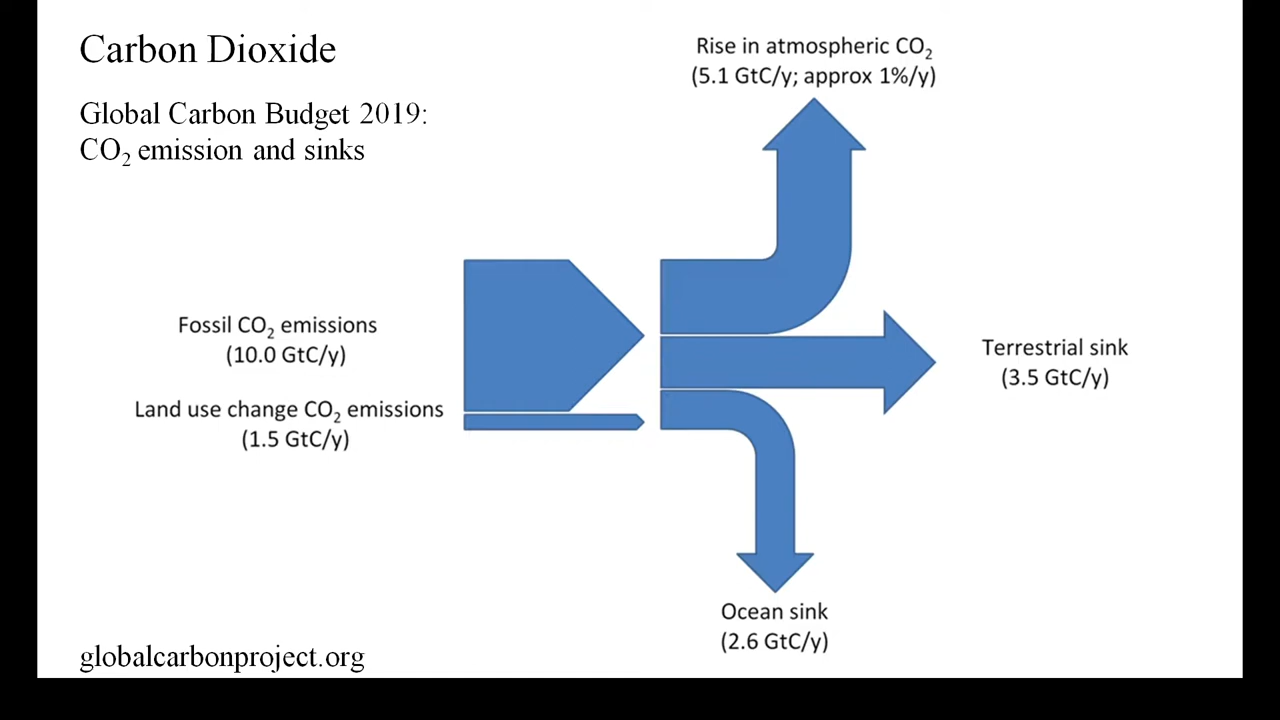 Carbon Dioxide
Global Carbon Budget 2019:
CO₂ emission and sinks
Rise in atmospheric CO₂
(5.1 GtC/y; approx 1%/y)
Fossil CO₂ emissions
(10.0 GtC/y)
Land use change CO₂ emissions
(1.5 GtC/y)
Terrestrial sink
(3.5 GtC/y)
Ocean sink
(2.6 GtC/y)
globalcarbonproject.org